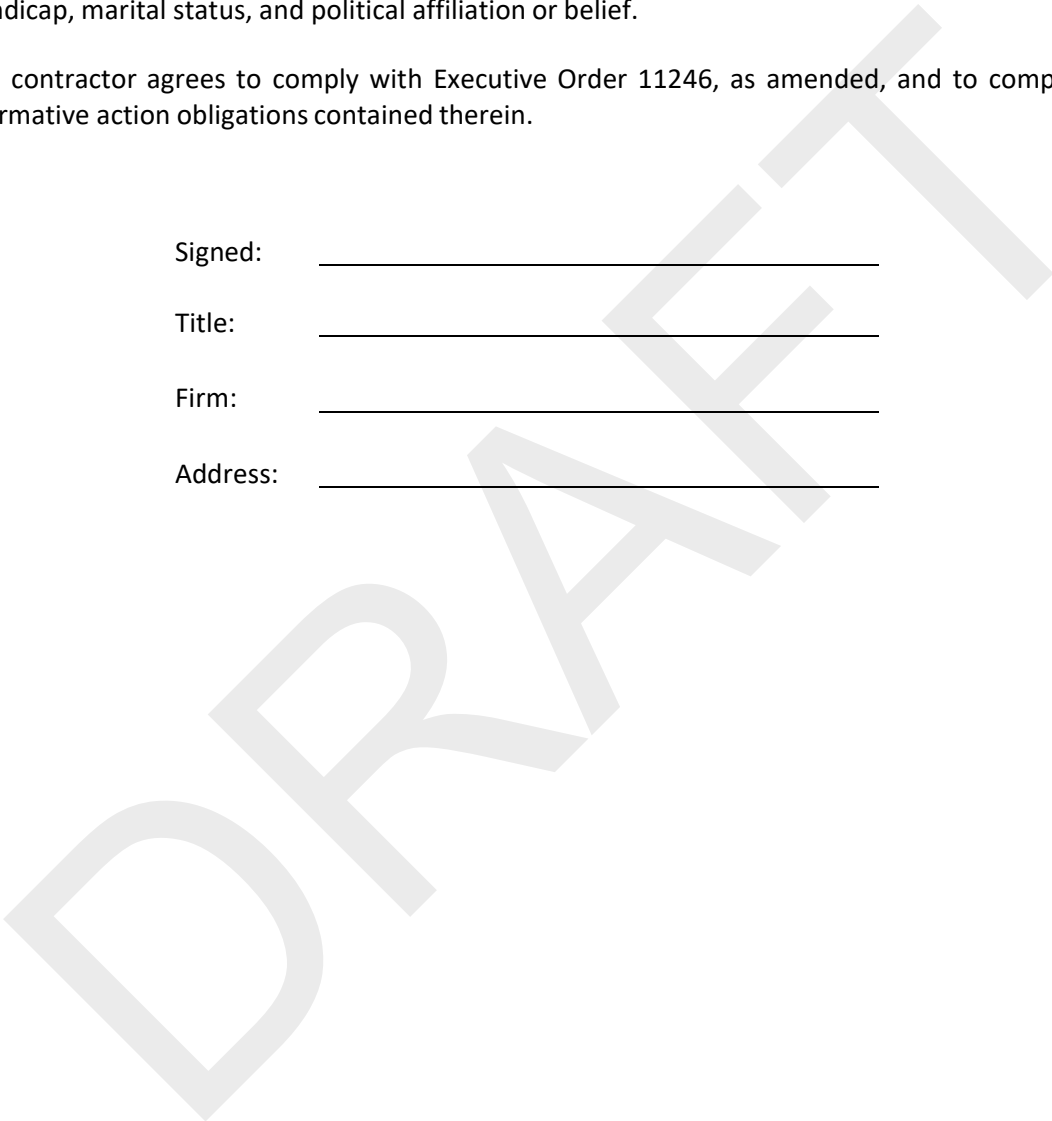 dicap, marital status, and political affiliation or belief.
contractor agrees to comply with Executive Order 11246, as amended, and to comp
rmative action obligations contained therein.
Signed:
Title:
Firm:
Address:
DRAFT